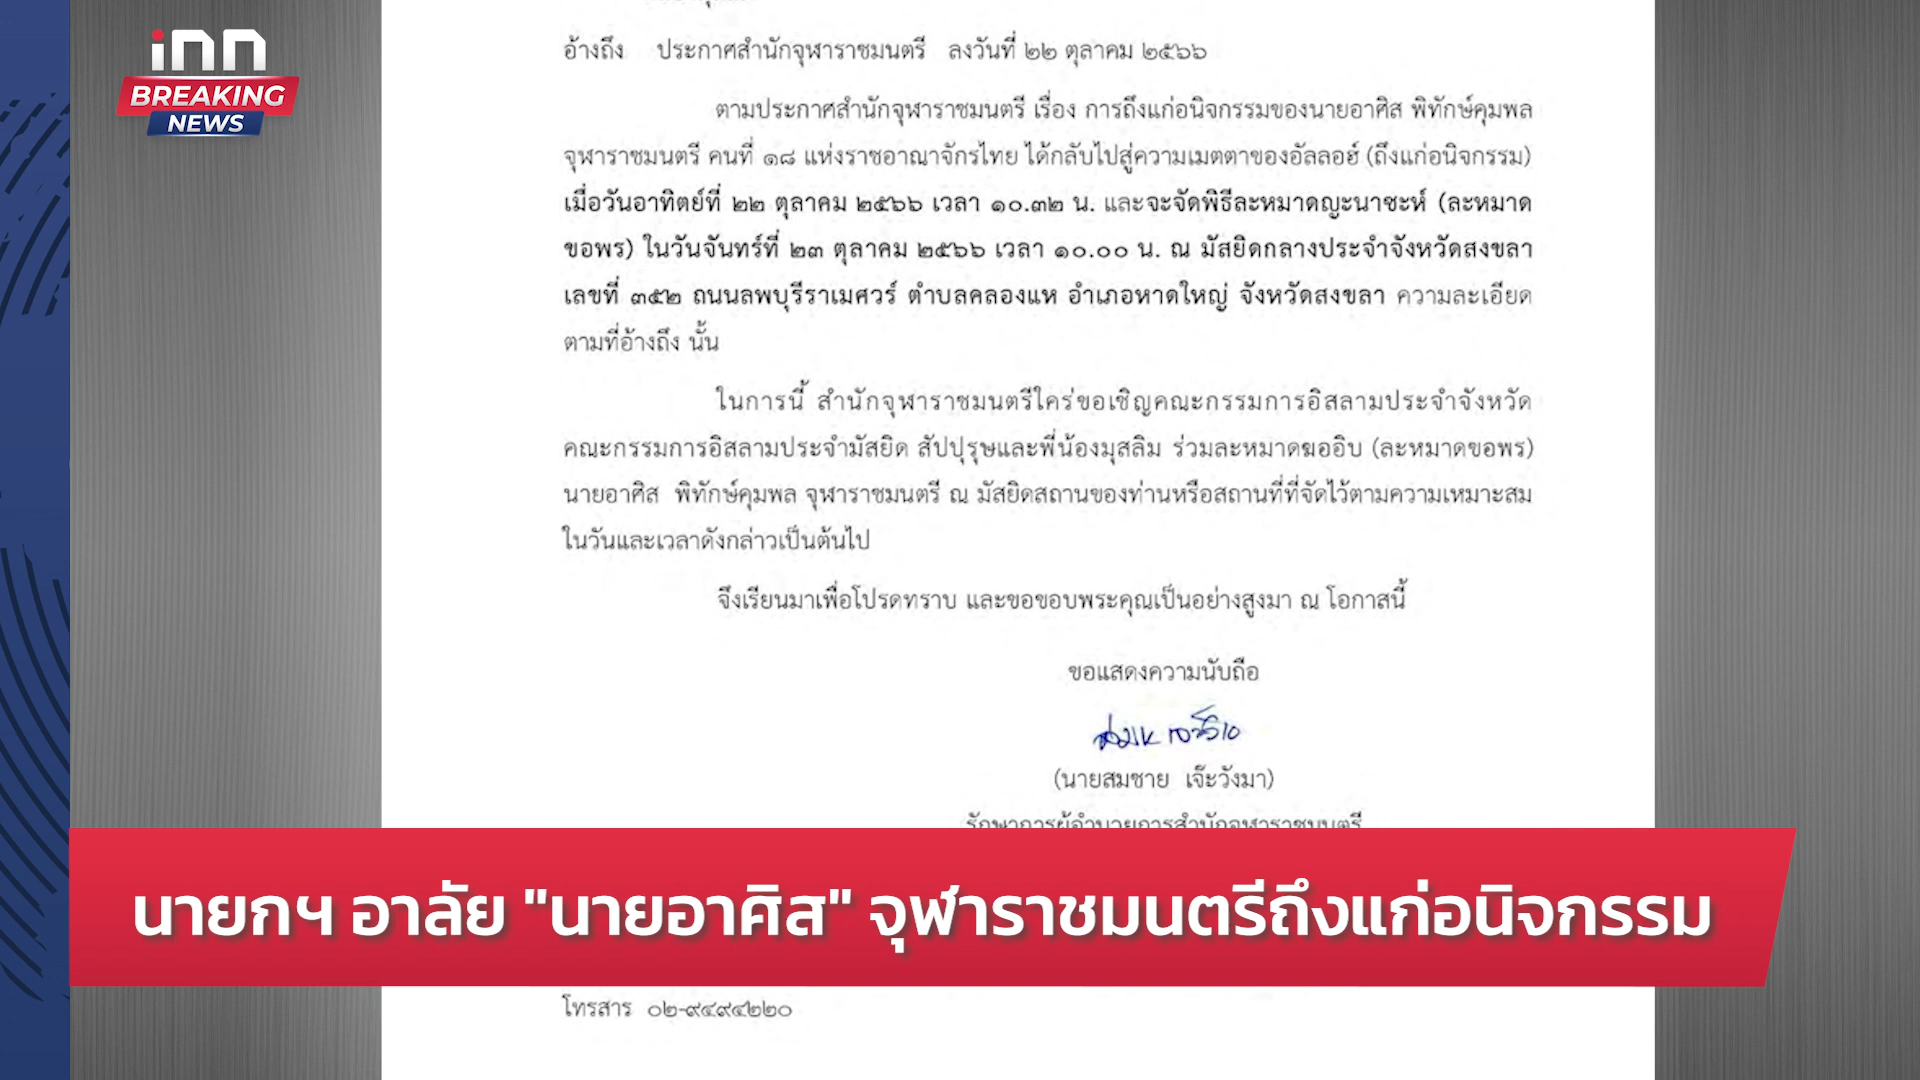 inn
BREAKING
NEWS
อ้างถึง ประกาศสำนักจุฬาราชมนตรี ลงวันที่ ๒๒ ตุลาคม ๒๕๖๖
ตามประกาศสำนักจุฬาราชมนตรี เรื่อง การถึงแก่อนิจกรรมของนายอาศิส พิทักษ์คุมพล
จุฬาราชมนตรี คนที่ ๑๘ แห่งราชอาณาจักรไทย ได้กลับไปสู่ความเมตตาของอัลลอฮ์ (ถึงแก่อนิจกรรม)
เมื่อวันอาทิตย์ที่ ๒๒ ตุลาคม ๒๕๖๖ เวลา ๑๐.๓๒ น. และจะจัดพิธีละหมาดญะนาซะห์ (ละหมาด
ขอพร) ในวันจันทร์ที่ ๒๓ ตุลาคม ๒๕๖๖ เวลา ๑๐.๐๐ น. ณ มัสยิดกลางประจำจังหวัดสงขลา
เลขที่ ๓๕๒ ถนนลพบุรีราเมศวร์ ตำบลคลองแห อำเภอหาดใหญ่ จังหวัดสงขลา ความละเอียด
ตามที่อ้างถึง นั้น
ในการนี้ สำนักจุฬาราชมนตรีใคร่ขอเชิญคณะกรรมการอิสลามประจำจังหวัด
คณะกรรมการอิสลามประจำมัสยิด สัปปุรุษและพี่น้องมุสลิม ร่วมละหมาดฆออิบ (ละหมาดขอพร)
นายอาศิส พิทักษ์คุมพล จุฬาราชมนตรี ณ มัสยิดสถานของท่านหรือสถานที่ที่จัดไว้ตามความเหมาะสม
ในวันและเวลาดังกล่าวเป็นต้นไป
จึงเรียนมาเพื่อโปรดทราบ และขอขอบพระคุณเป็นอย่างสูงมา ณ โอกาสนี้
ขอแสดงความนับถือ
(นายสมชาย เจ๊ะวังมา)
รักษาการผู้อำนวยการสำนักจุฬาราชมนตรี
นายกฯ อาลัย "นายอาศิส" จุฬาราชมนตรีถึงแก่อนิจกรรม
โทรสาร ๐๒-๙๔๙๔๒๒๐